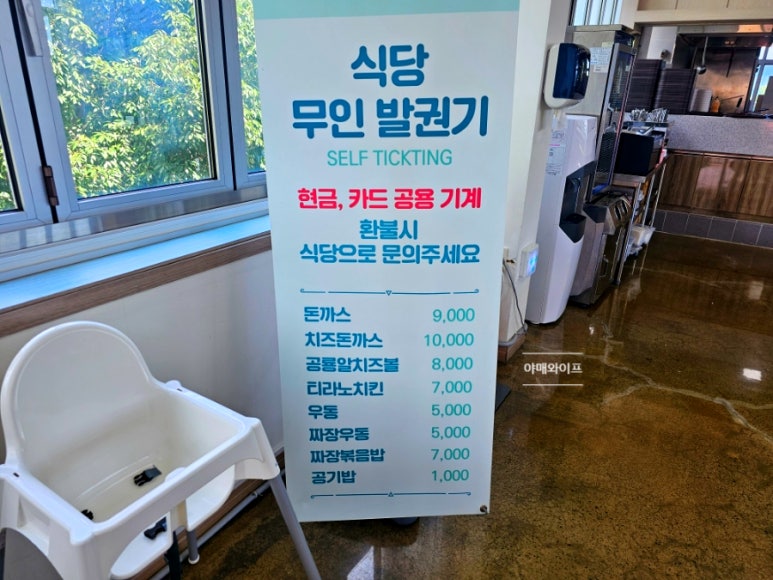 식당
무인 발권기
SELF TICKTING
현금, 카드 공용 기계
환불시
식당으로 문의주세요
돈까스 9,000
치즈돈까스 10,000
공룡알치즈볼 8,000
티라노치킨 7,000
우동 5,000
짜장우동 5,000
짜장볶음밥 7,000
공기밥 1,000
야매와이프